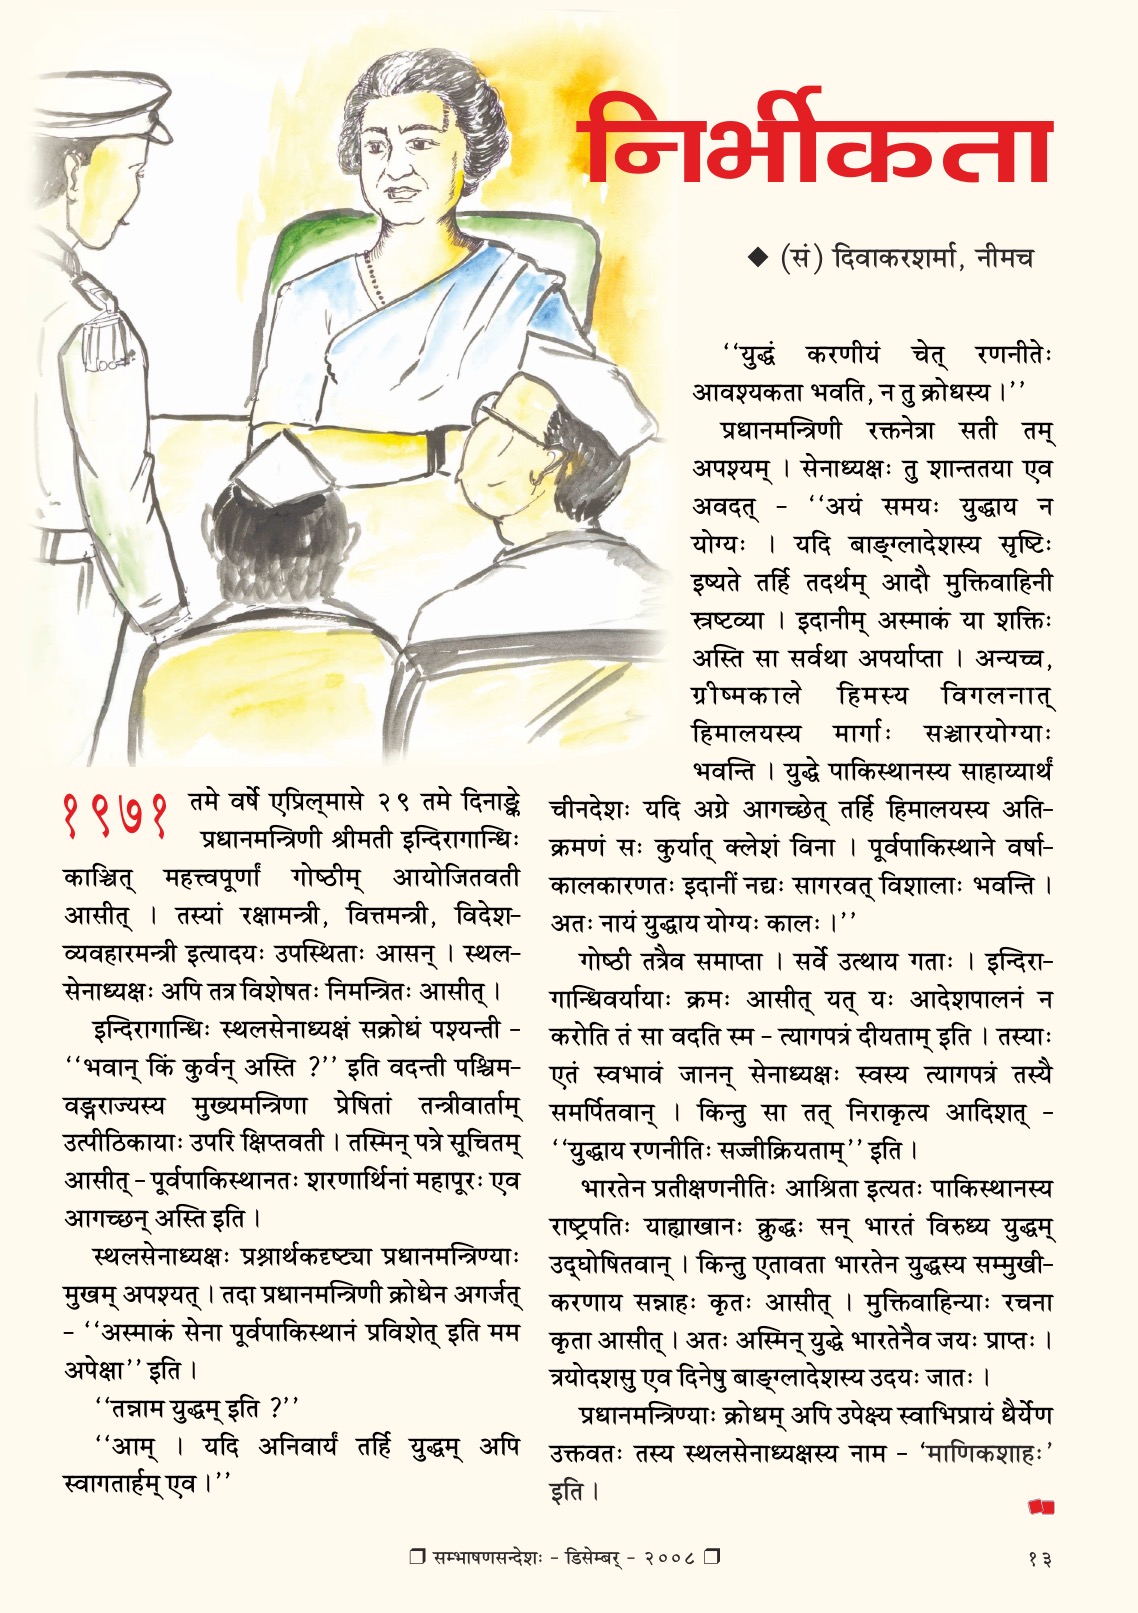 निर्भीकता
◆ (सं) दिवाकरशर्मा, नीमच
१९७१ तमे वर्षे एप्रिल्‌मासे २९ तमे दिनाङ्के
प्रधानमन्त्रिणी श्रीमती इन्दिरागान्धिः
काञ्चित् महत्त्वपूर्णां गोष्ठीम् आयोजितवती
आसीत् । तस्यां रक्षामन्त्री, वित्तमन्त्री, विदेश–
व्यवहारमन्त्री इत्यादयः उपस्थिताः आसन् । स्थल–
सेनाध्यक्षः अपि तत्र विशेषतः निमन्त्रितः आसीत् ।
इन्दिरागान्धिः स्थलसेनाध्यक्षं सक्रोधं पश्यन्ती –
‘‘भवान् किं कुर्वन् अस्ति ?’’ इति वदन्ती पश्चिम–
वङ्गराज्यस्य मुख्यमन्त्रिणा प्रेषितां तन्त्रीवार्ताम्
उत्पीठिकायाः उपरि क्षिप्तवती । तस्मिन् पत्रे सूचितम्
आसीत् – पूर्वपाकिस्थानतः शरणार्थिनां महापूरः एव
आगच्छन् अस्ति इति ।
स्थलसेनाध्यक्षः प्रश्नार्थकदृष्ट्या प्रधानमन्त्रिण्याः
मुखम् अपश्यत् । तदा प्रधानमन्त्रिणी क्रोधेन अगर्जत्
– ‘‘अस्माकं सेना पूर्वपाकिस्थानं प्रविशेत् इति मम
अपेक्षा’’ इति ।
‘‘तन्नाम युद्धम् इति ?’’
‘‘आम् । यदि अनिवार्यं तर्हि युद्धम् अपि
स्वागतार्हम् एव ।’’
‘‘युद्धं करणीयं चेत् रणनीतेः
आवश्यकता भवति, न तु क्रोधस्य ।’’
प्रधानमन्त्रिणी रक्तनेत्रा सती तम्
अपश्यम् । सेनाध्यक्षः तु शान्ततया एव
अवदत् – ‘‘अयं समयः युद्धाय न
योग्यः । यदि बाङ्ग्लादेशस्य सृष्टिः
इष्यते तर्हि तदर्थम् आदौ मुक्तिवाहिनी
स्रष्टव्या । इदानीम् अस्माकं या शक्तिः
अस्ति सा सर्वथा अपर्याप्ता । अन्यच्च,
ग्रीष्मकाले हिमस्य विगलनात्
हिमालयस्य मार्गाः सञ्चारयोग्याः
भवन्ति । युद्धे पाकिस्थानस्य साहाय्यार्थं
चीनदेशः यदि अग्रे आगच्छेत् तर्हि हिमालयस्य अति–
क्रमणं सः कुर्यात् क्लेशं विना । पूर्वपाकिस्थाने वर्षा–
कालकारणतः इदानीं नद्यः सागरवत् विशालाः भवन्ति ।
अतः नायं युद्धाय योग्यः कालः ।’’
गोष्ठी तत्रैव समाप्ता । सर्वे उत्थाय गताः । इन्दिरा–
गान्धिवर्यायाः क्रमः आसीत् यत् यः आदेशपालनं न
करोति तं सा वदति स्म – त्यागपत्रं दीयताम् इति । तस्याः
एतं स्वभावं जानन् सेनाध्यक्षः स्वस्य त्यागपत्रं तस्यै
समर्पितवान् । किन्तु सा तत् निराकृत्य आदिशत् –
‘‘युद्धाय रणनीतिः सज्जीक्रियताम्’’ इति ।
भारतेन प्रतीक्षणनीतिः आश्रिता इत्यतः पाकिस्थानस्य
राष्ट्रपतिः याह्याखानः क्रुद्धः सन् भारतं विरुध्य युद्धम्
उद्‌घोषितवान् । किन्तु एतावता भारतेन युद्धस्य सम्मुखी–
करणाय सन्नाहः कृतः आसीत् । मुक्तिवाहिन्याः रचना
कृता आसीत् । अतः अस्मिन् युद्धे भारतेनैव जयः प्राप्तः ।
त्रयोदशसु एव दिनेषु बाङ्ग्लादेशस्य उदयः जातः ।
प्रधानमन्त्रिण्याः क्रोधम् अपि उपेक्ष्य स्वाभिप्रायं धैर्येण
उक्तवतः तस्य स्थलसेनाध्यक्षस्य नाम – ‘माणिकशाहः’
इति ।
❐ सम्भाषणसन्देशः – डिसेम्बर् – २००८ ❐
१३